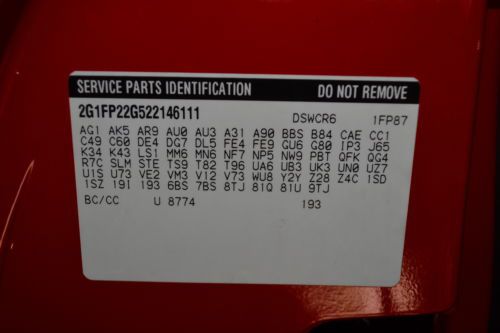 SERVICE PARTS IDENTIFICATION DO NOT REMOVE
2G1FP22G522146111 DSWCR6 1FP87
AG1 AK5 AR9 AU0 AU3 A31 A90 BBS B84 CAE CC1
C49 C60 DE4 DG7 DL5 FE4 FE9 GU6 G80 IP3 J65
K34 K43 LS1 MM6 MN6 NF7 NP5 NW9 PBT QFK QG4
R7C SLM STE TS9 T82 T96 UA6 UB3 UK3 UN0 UZ7
U1S U73 VE2 VM3 V12 V73 WU8 Y2Y Z28 Z4C 1SD
1SZ 19I 193 6BS 7BS 8TJ 81Q 81U 9TJ
BC/CC U 8774 193